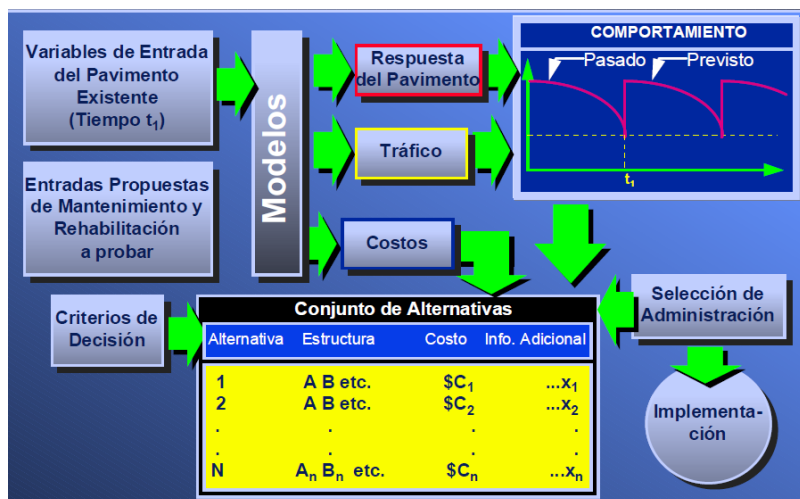 Variables de Entrada
del Pavimento
Existente
(Tiempo t₁)
Entradas Propuestas
de Mantenimiento y
Rehabilitación
a probar
Modelos
Respuesta
del Pavimento
Tráfico
Costos
COMPORTAMIENTO
Pasado Previsto
t₁
Criterios de
Decisión
Conjunto de Alternativas
Alternativa Estructura Costo Info. Adicional
1 A B etc. $C₁ ...x₁
2 A B etc. $C₂ ...x₂
. . . .
. . . .
N Aₙ Bₙ etc. $Cₙ ...xₙ
Selección de
Administración
Implementa-
ción